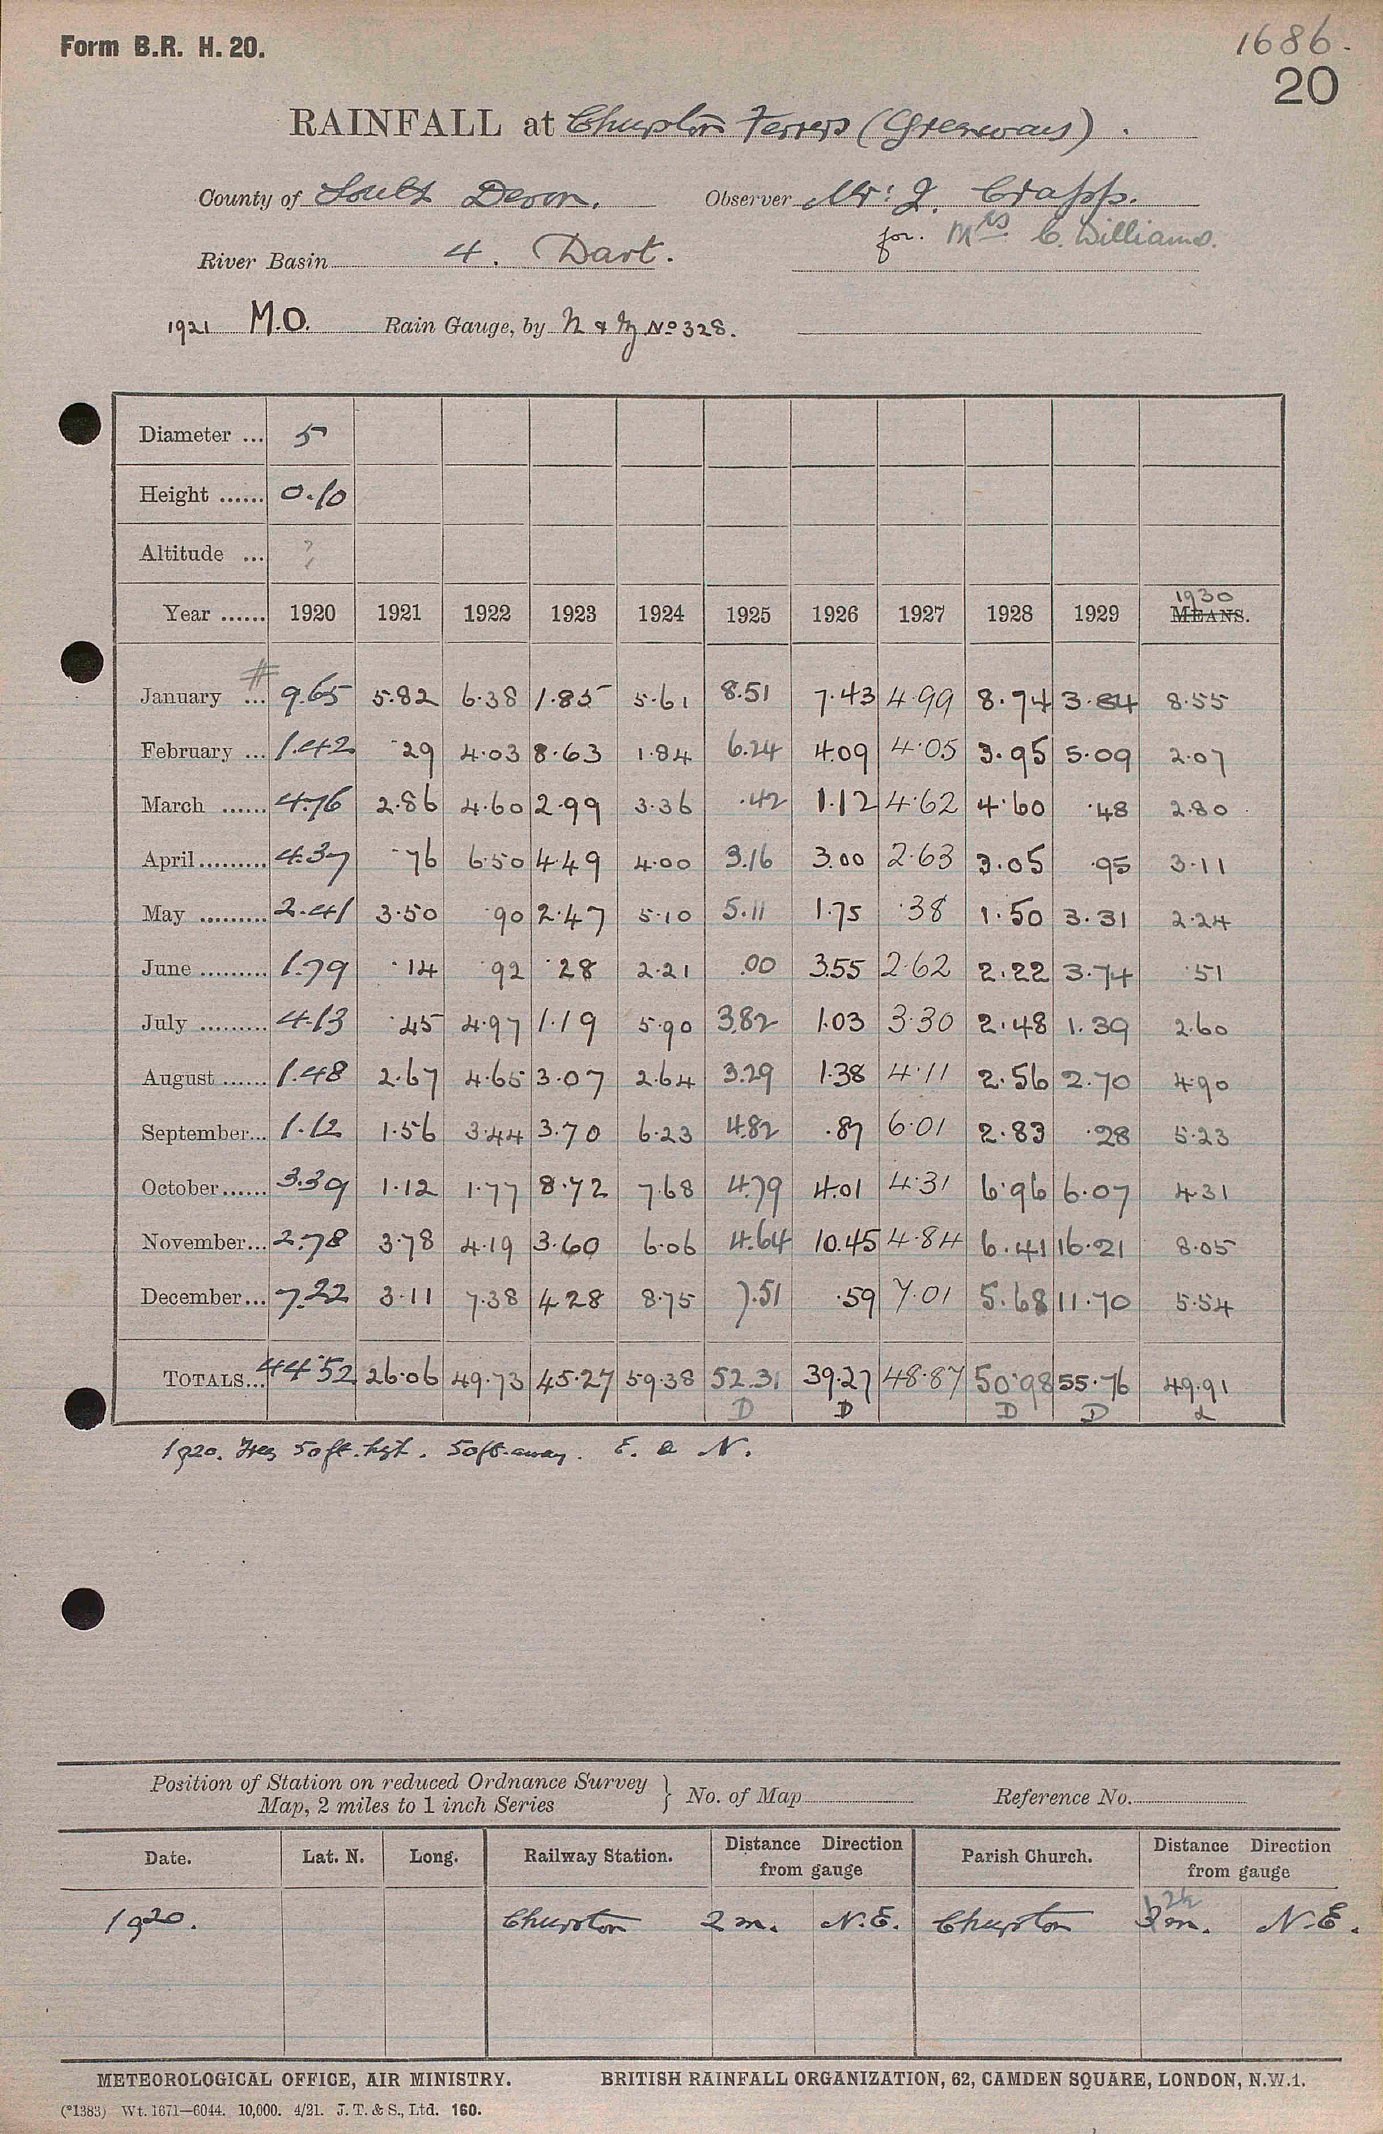 Form B.R. H. 20.
1686.
20
RAINFALL at Churston Ferrers (Greenway).
County of South Devon. Observer Mr: J. Crapp.
for. Mrs C. Williams.
River Basin 4. Dart.
1921 M.O. Rain Gauge, by N & Z No 328.
Diameter ... 5
Height ...... 0.10
Altitude ... ?
1930
Year ...... 1920 1921 1922 1923 1924 1925 1926 1927 1928 1929 MEANS.
January ... # 9.65 5.82 6.38 1.85 5.61 8.51 7.43 4.99 8.74 3.84 8.55
February ... 1.42 .29 4.03 8.63 1.84 6.24 4.09 4.05 3.95 5.09 2.07
March ...... 4.76 2.86 4.60 2.99 3.36 .42 1.12 4.62 4.60 .48 2.80
April ......... 4.37 .76 6.50 4.49 4.00 3.16 3.00 2.63 3.05 .95 3.11
May ......... 2.41 3.50 .90 2.47 5.10 5.11 1.75 .38 1.50 3.31 2.24
June ......... 1.79 .14 .92 .28 2.21 .00 3.55 2.62 2.22 3.74 .51
July ......... 4.13 .45 4.97 1.19 5.90 3.82 1.03 3.30 2.48 1.39 2.60
August ...... 1.48 2.67 4.65 3.07 2.64 3.29 1.38 4.11 2.56 2.70 4.90
September... 1.12 1.56 3.44 3.70 6.23 4.82 .87 6.01 2.83 .28 5.23
October ...... 3.39 1.12 1.77 8.72 7.68 4.79 4.01 4.31 6.96 6.07 4.31
November... 2.78 3.78 4.19 3.60 6.06 4.64 10.45 4.84 6.41 16.21 8.05
December... 7.22 3.11 7.38 4.28 8.75 7.51 .59 7.01 5.68 11.70 5.54
TOTALS... 44.52 26.06 49.73 45.27 59.38 52.31 39.27 48.87 50.98 55.76 49.91
D D D D
1920. Trees 50 ft. hgt. 50 ft. away. E. & N.
Position of Station on reduced Ordnance Survey
Map, 2 miles to 1 inch Series } No. of Map Reference No.
Date. Lat. N. Long. Railway Station. Distance Direction from gauge Parish Church. Distance Direction from gauge
1920. Churston 2 m. N.E. Churston m. N.E.
METEOROLOGICAL OFFICE, AIR MINISTRY. BRITISH RAINFALL ORGANIZATION, 62, CAMDEN SQUARE, LONDON, N.W.1.
(*1383) Wt. 1671—6044. 10,000. 4/21. J. T. & S., Ltd. 160.